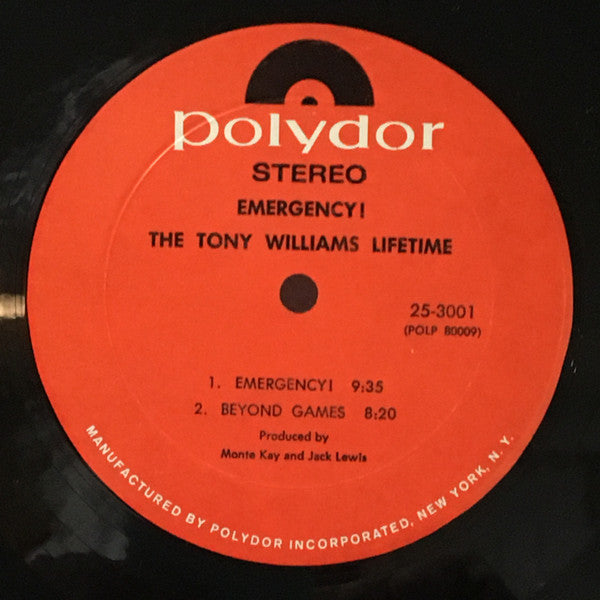 polydor
STEREO
EMERGENCY!
THE TONY WILLIAMS LIFETIME
25-3001
(POLP 80009)
1. EMERGENCY! 9:35
2. BEYOND GAMES 8:20
Produced by
Monte Kay and Jack Lewis
MANUFACTURED BY POLYDOR INCORPORATED, NEW YORK, N.Y.